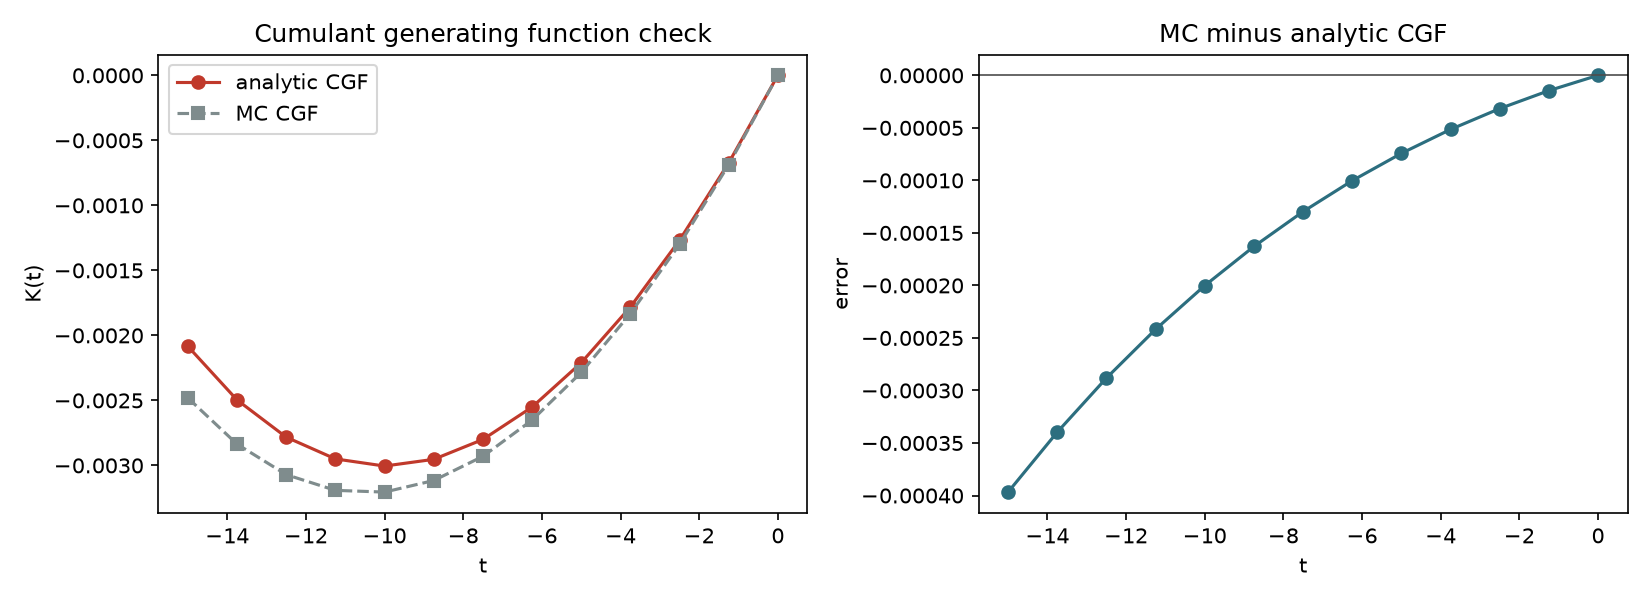 Cumulant generating function check
0.0000
−0.0005
−0.0010
−0.0015
−0.0020
−0.0025
−0.0030
K(t)
analytic CGF
MC CGF
−14 −12 −10 −8 −6 −4 −2 0
t
MC minus analytic CGF
0.00000
−0.00005
−0.00010
−0.00015
−0.00020
−0.00025
−0.00030
−0.00035
−0.00040
error
−14 −12 −10 −8 −6 −4 −2 0
t